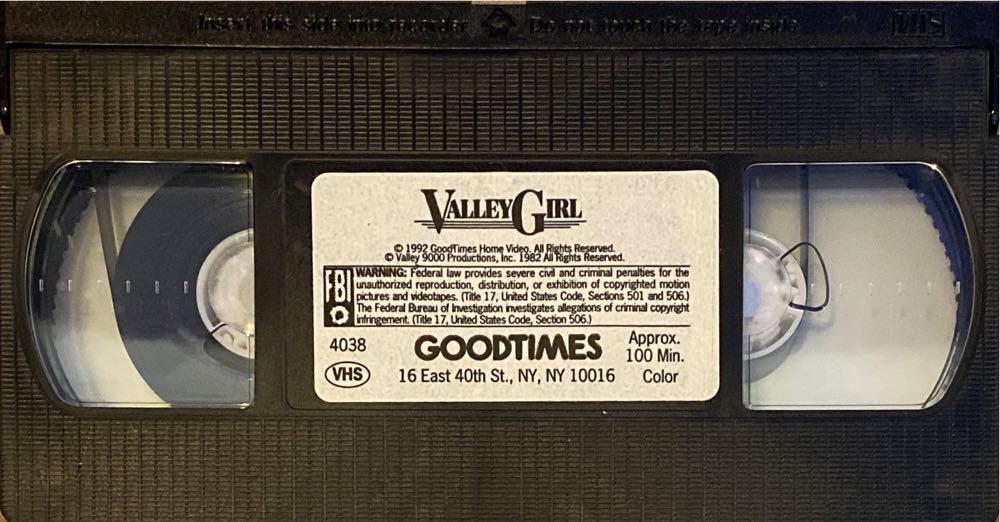 Insert this side into recorder Do not touch the tape inside VHS
VALLEY GIRL
© 1992 GoodTimes Home Video. All Rights Reserved.
© Valley 9000 Productions, Inc. 1982 All Rights Reserved.
FBI WARNING: Federal law provides severe civil and criminal penalties for the
unauthorized reproduction, distribution, or exhibition of copyrighted motion
pictures and videotapes. (Title 17, United States Code, Sections 501 and 506.)
The Federal Bureau of Investigation investigates allegations of criminal copyright
infringement. (Title 17, United States Code, Section 506.)
4038 GOODTIMES Approx.
100 Min.
VHS 16 East 40th St., NY, NY 10016 Color